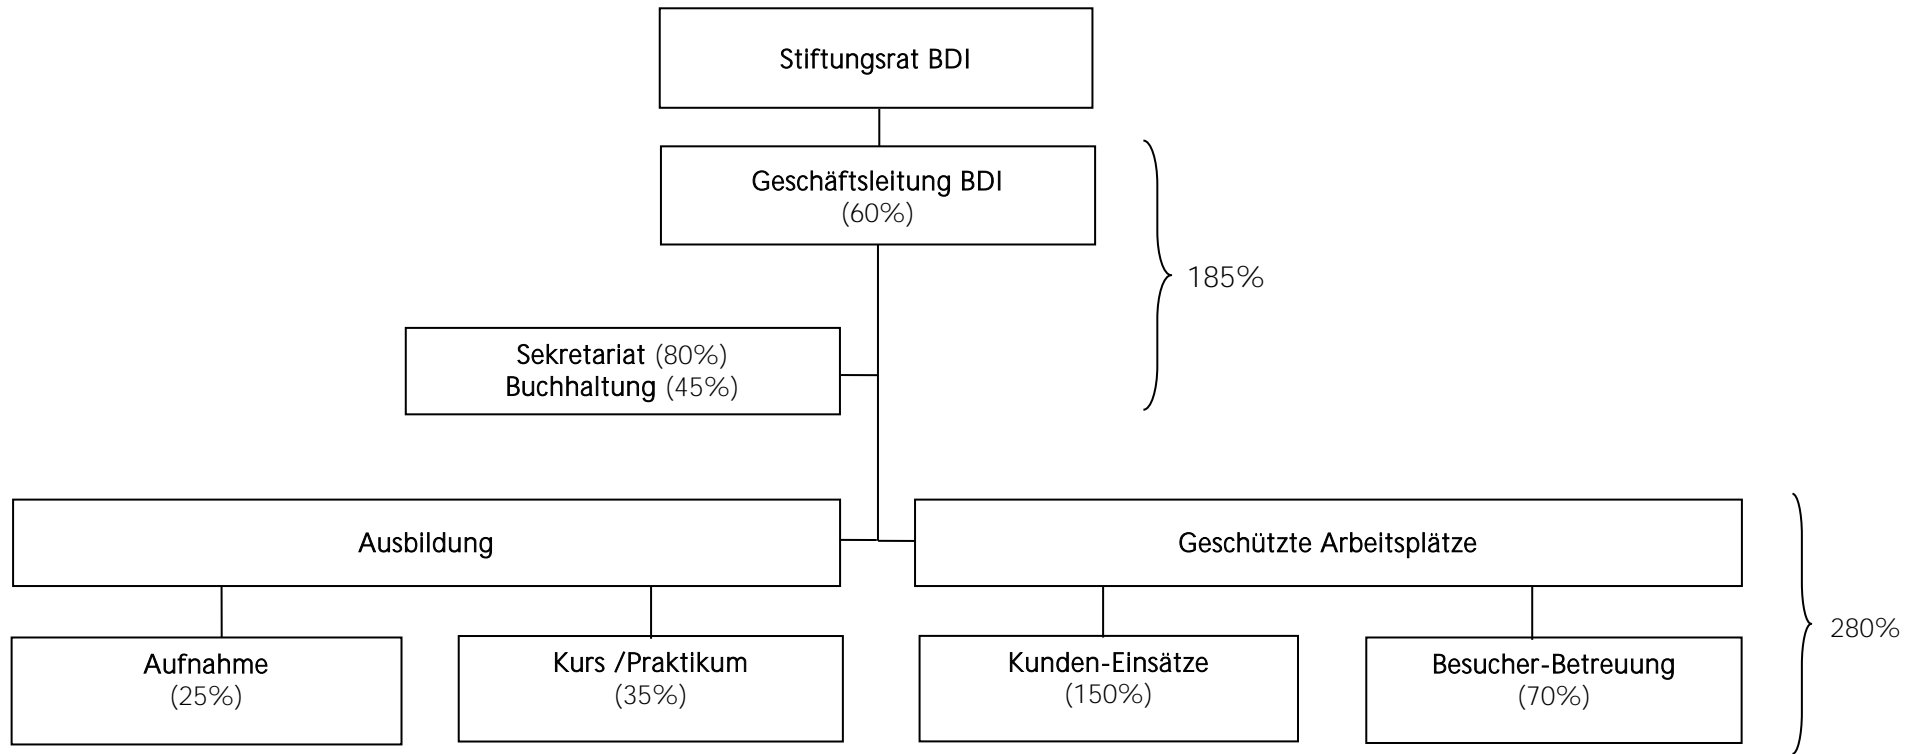 Stiftungsrat BDI
Geschäftsleitung BDI
(60%)
185%
Sekretariat (80%)
Buchhaltung (45%)
Ausbildung
Geschützte Arbeitsplätze
280%
Aufnahme
(25%)
Kurs /Praktikum
(35%)
Kunden-Einsätze
(150%)
Besucher-Betreuung
(70%)